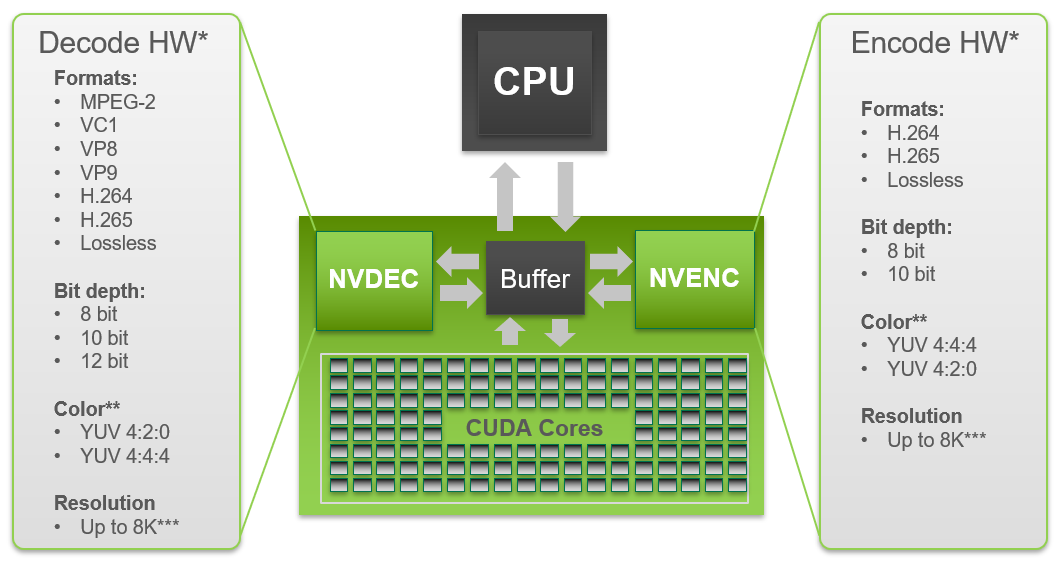 Decode HW*
Formats:
• MPEG-2
• VC1
• VP8
• VP9
• H.264
• H.265
• Lossless
Bit depth:
• 8 bit
• 10 bit
• 12 bit
Color**
• YUV 4:2:0
• YUV 4:4:4
Resolution
• Up to 8K***
CPU
NVDEC
Buffer
NVENC
CUDA Cores
Encode HW*
Formats:
• H.264
• H.265
• Lossless
Bit depth:
• 8 bit
• 10 bit
Color**
• YUV 4:4:4
• YUV 4:2:0
Resolution
• Up to 8K***